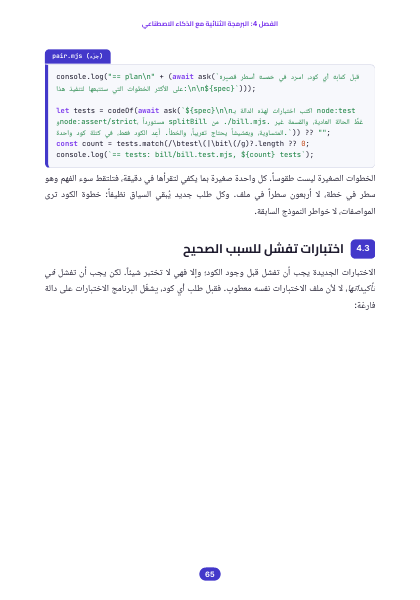 الفصل 4: البرمجة الثنائية مع الذكاء الاصطناعي
pair.mjs (جزء)
console.log("== plan\n" + (await ask(`قبل كتابة أي كود، اسرد في خمسة أسطر قصيرة
على الأكثر الخطوات التي ستتبعها لتنفيذ هذا:\n\n${spec}`)));
let tests = codeOf(await ask(`${spec}\n\nاكتب اختبارات لهذه الدالة بـ node:test
وnode:assert/strict، مستورداً splitBill من ./bill.mjs. غطِّ الحالة العادية، والقسمة غير
المتساوية، وبقشيشاً يحتاج تقريباً، والخطأ. أعد الكود فقط، في كتلة كود واحدة.`)) ?? "";
const count = tests.match(/\btest\(|\bit\(/g)?.length ?? 0;
console.log(`== tests: bill/bill.test.mjs, ${count} tests`);
الخطوات الصغيرة ليست طقوساً. كل واحدة صغيرة بما يكفي لتقرأها في دقيقة، فتلتقط سوء الفهم وهو
سطر في خطة، لا أربعون سطراً في ملف. وكل طلب جديد يُبقي السياق نظيفاً: خطوة الكود ترى
المواصفات، لا خواطر النموذج السابقة.
4.3 اختبارات تفشل للسبب الصحيح
الاختبارات الجديدة يجب أن تفشل قبل وجود الكود؛ وإلا فهي لا تختبر شيئاً. لكن يجب أن تفشل في
تأكيداتها، لا لأن ملف الاختبارات نفسه معطوب. فقبل طلب أي كود، يشغّل البرنامج الاختبارات على دالة
فارغة:
65